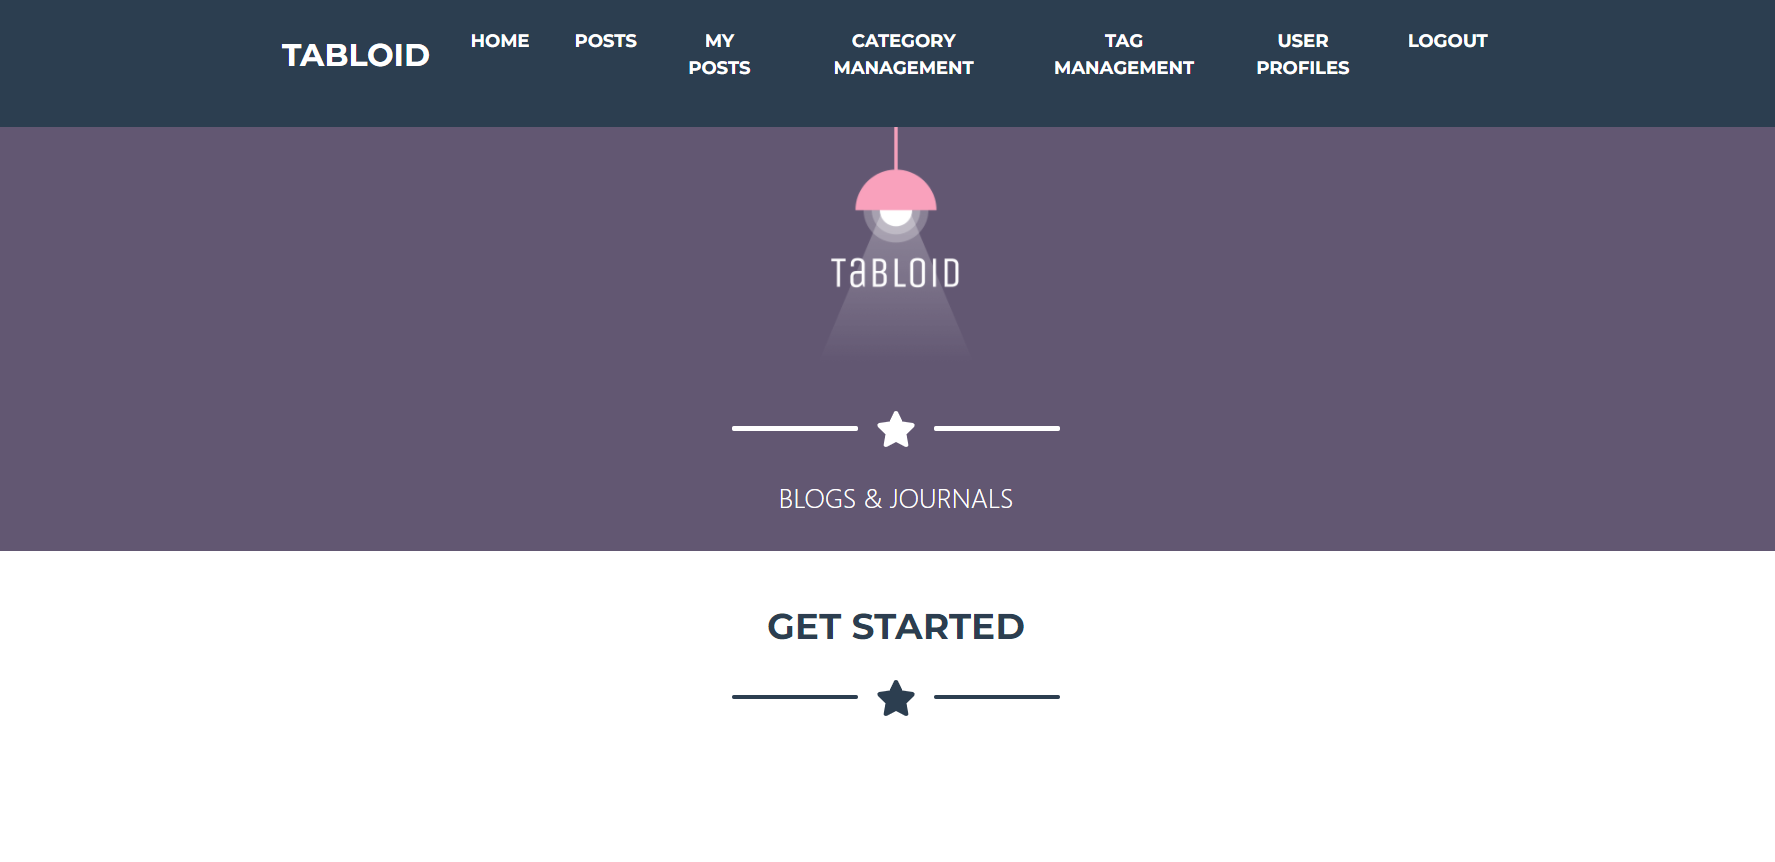 TABLOID
HOME
POSTS
MY
POSTS
CATEGORY
MANAGEMENT
TAG
MANAGEMENT
USER
PROFILES
LOGOUT
TaBLOID
BLOGS & JOURNALS
GET STARTED